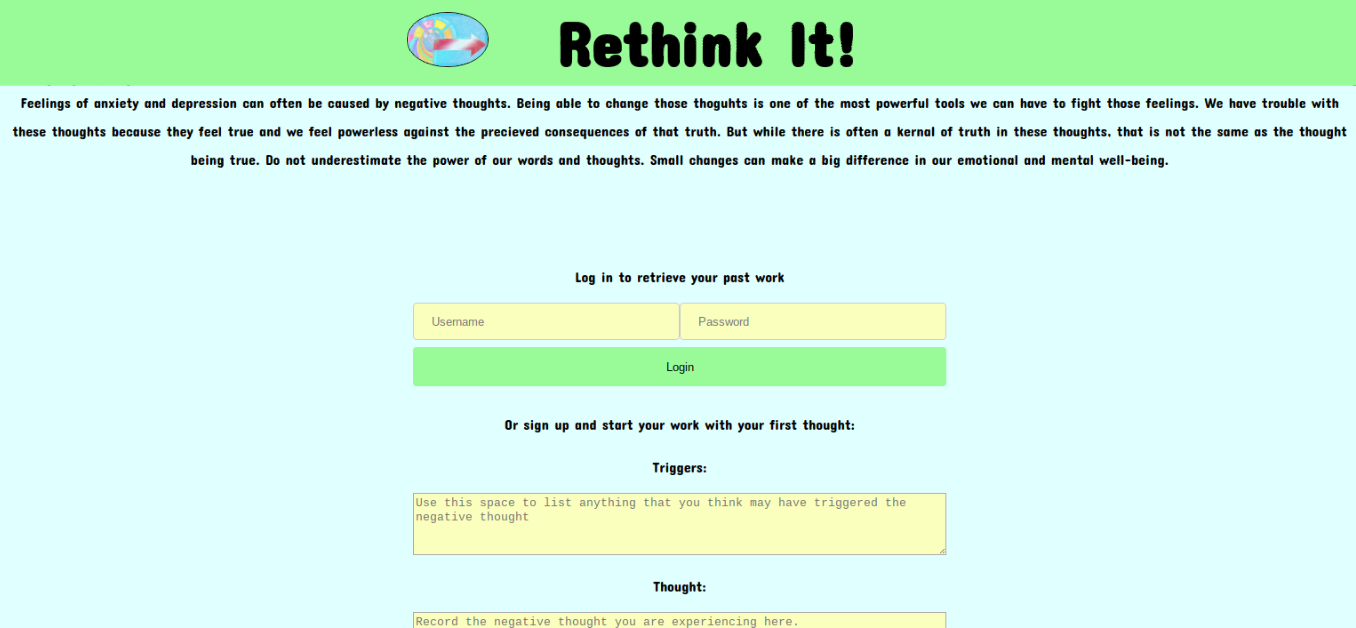 Rethink It!
Feelings of anxiety and depression can often be caused by negative thoughts. Being able to change those thoguhts is one of the most powerful tools we can have to fight those feelings. We have trouble with
these thoughts because they feel true and we feel powerless against the precieved consequences of that truth. But while there is often a kernal of truth in these thoughts, that is not the same as the thought
being true. Do not underestimate the power of our words and thoughts. Small changes can make a big difference in our emotional and mental well-being.
Log in to retrieve your past work
Username Password
Login
Or sign up and start your work with your first thought:
Triggers:
Use this space to list anything that you think may have triggered the
negative thought
Thought:
Record the negative thought you are experiencing here.